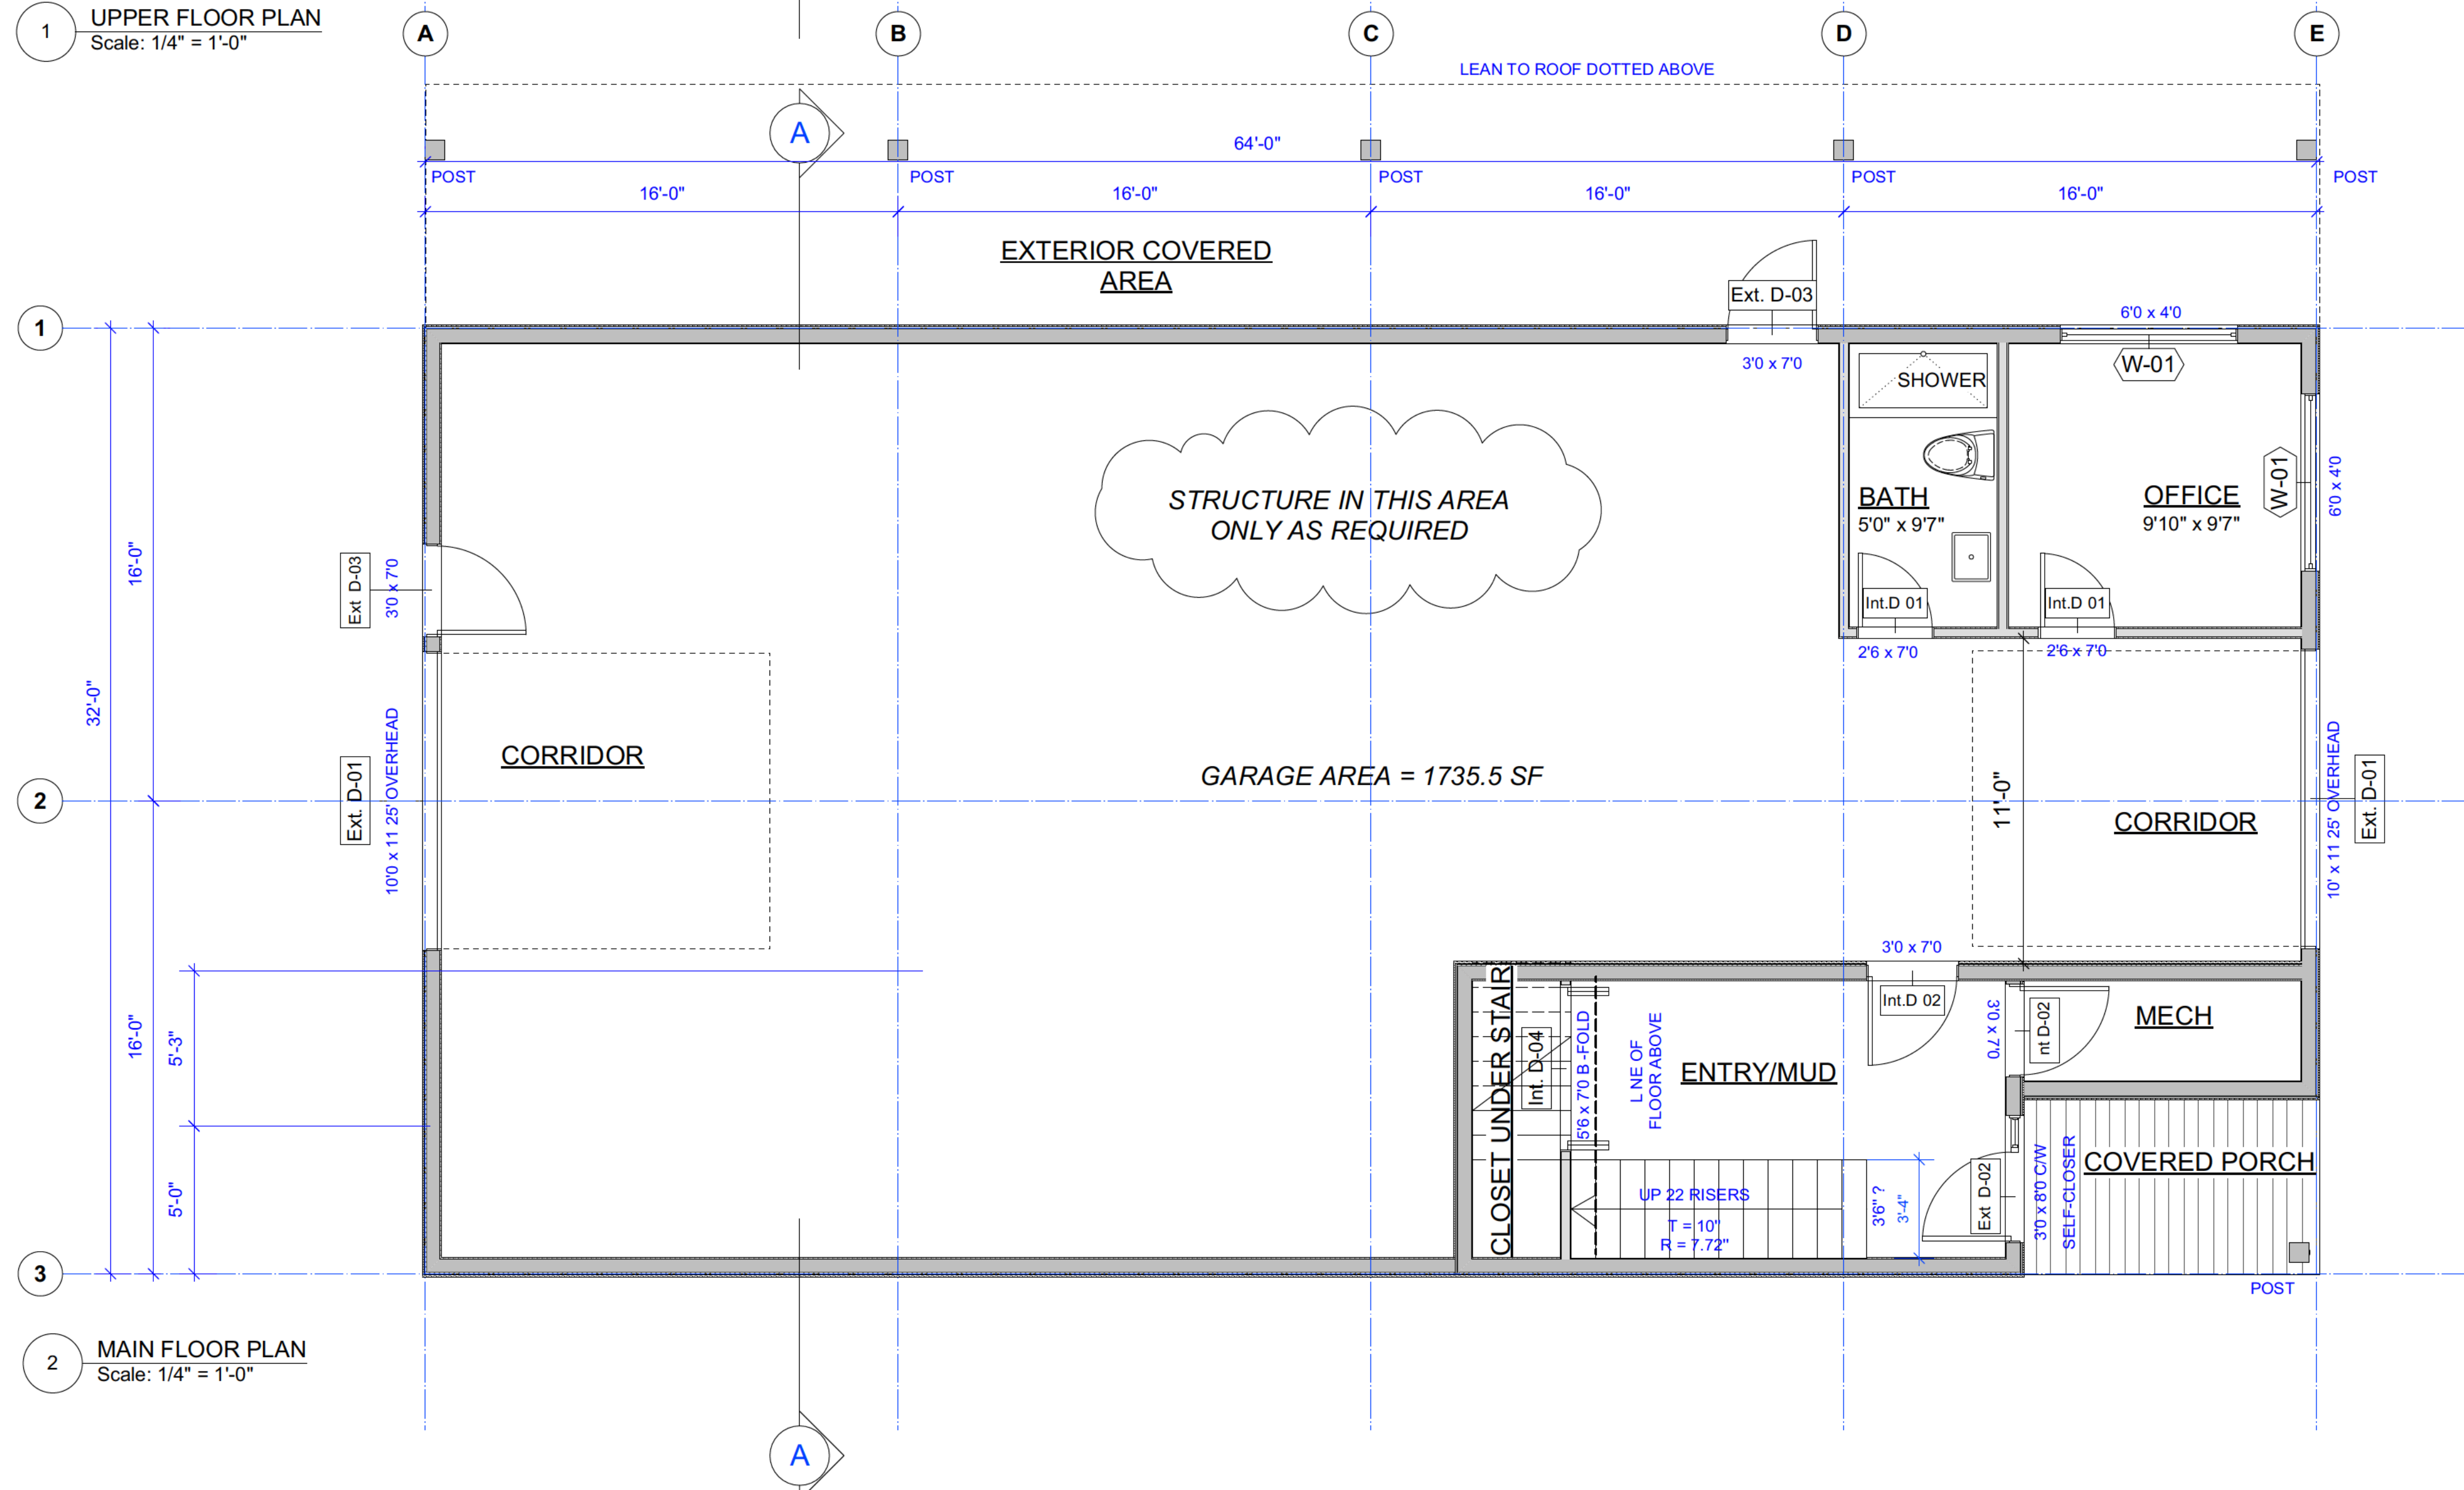 1
UPPER FLOOR PLAN
Scale: 1/4" = 1'-0"
A
B
C
D
E
LEAN TO ROOF DOTTED ABOVE
A
64'-0"
POST
POST
POST
POST
POST
16'-0"
16'-0"
16'-0"
16'-0"
EXTERIOR COVERED
AREA
Ext. D-03
3'0 x 7'0
6'0 x 4'0
W-01
1
SHOWER
STRUCTURE IN THIS AREA
ONLY AS REQUIRED
BATH
5'0" x 9'7"
OFFICE
9'10" x 9'7"
W-01
6'0 x 4'0
16'-0"
Ext D-03
3'0 x 7'0
Int.D 01
Int.D 01
2'6 x 7'0
2'6 x 7'0
32'-0"
CORRIDOR
GARAGE AREA = 1735.5 SF
11'-0"
CORRIDOR
2
Ext. D-01
10'0 x 11 25' OVERHEAD
10' x 11 25' OVERHEAD
Ext. D-01
3'0 x 7'0
Int.D 02
3'0 x 7'0
nt D-02
MECH
16'-0"
5'-3"
5'-0"
CLOSET UNDER STAIR
Int. D-04
5'6 x 7'0 B -FOLD
L NE OF
FLOOR ABOVE
ENTRY/MUD
UP 22 RISERS
T = 10"
R = 7.72"
3'6" ?
3'-4"
Ext D-02
3'0 x 8'0 C/W
SELF-CLOSER
COVERED PORCH
POST
3
2
MAIN FLOOR PLAN
Scale: 1/4" = 1'-0"
A